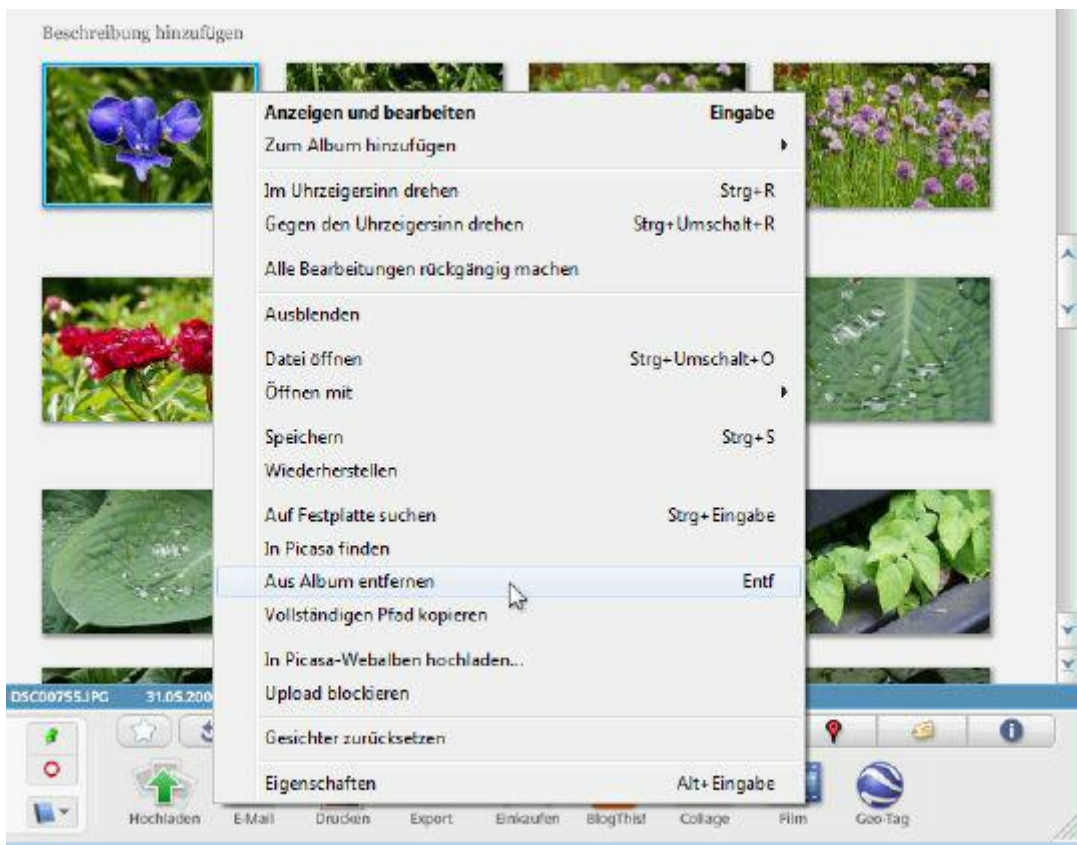 Beschreibung hinzufügen
Anzeigen und bearbeiten Eingabe
Zum Album hinzufügen
Im Uhrzeigersinn drehen Strg+R
Gegen den Uhrzeigersinn drehen Strg+Umschalt+R
Alle Bearbeitungen rückgängig machen
Ausblenden
Datei öffnen Strg+Umschalt+O
Öffnen mit
Speichern Strg+S
Wiederherstellen
Auf Festplatte suchen Strg+Eingabe
In Picasa finden
Aus Album entfernen Entf
Vollständigen Pfad kopieren
In Picasa-Webalben hochladen...
Upload blockieren
Gesichter zurücksetzen
Eigenschaften Alt+Eingabe
DSC00755.JPG 31.05.200
Hochladen E-Mail Drucken Export Einkaufen BlogThis! Collage Film Geo-Tag